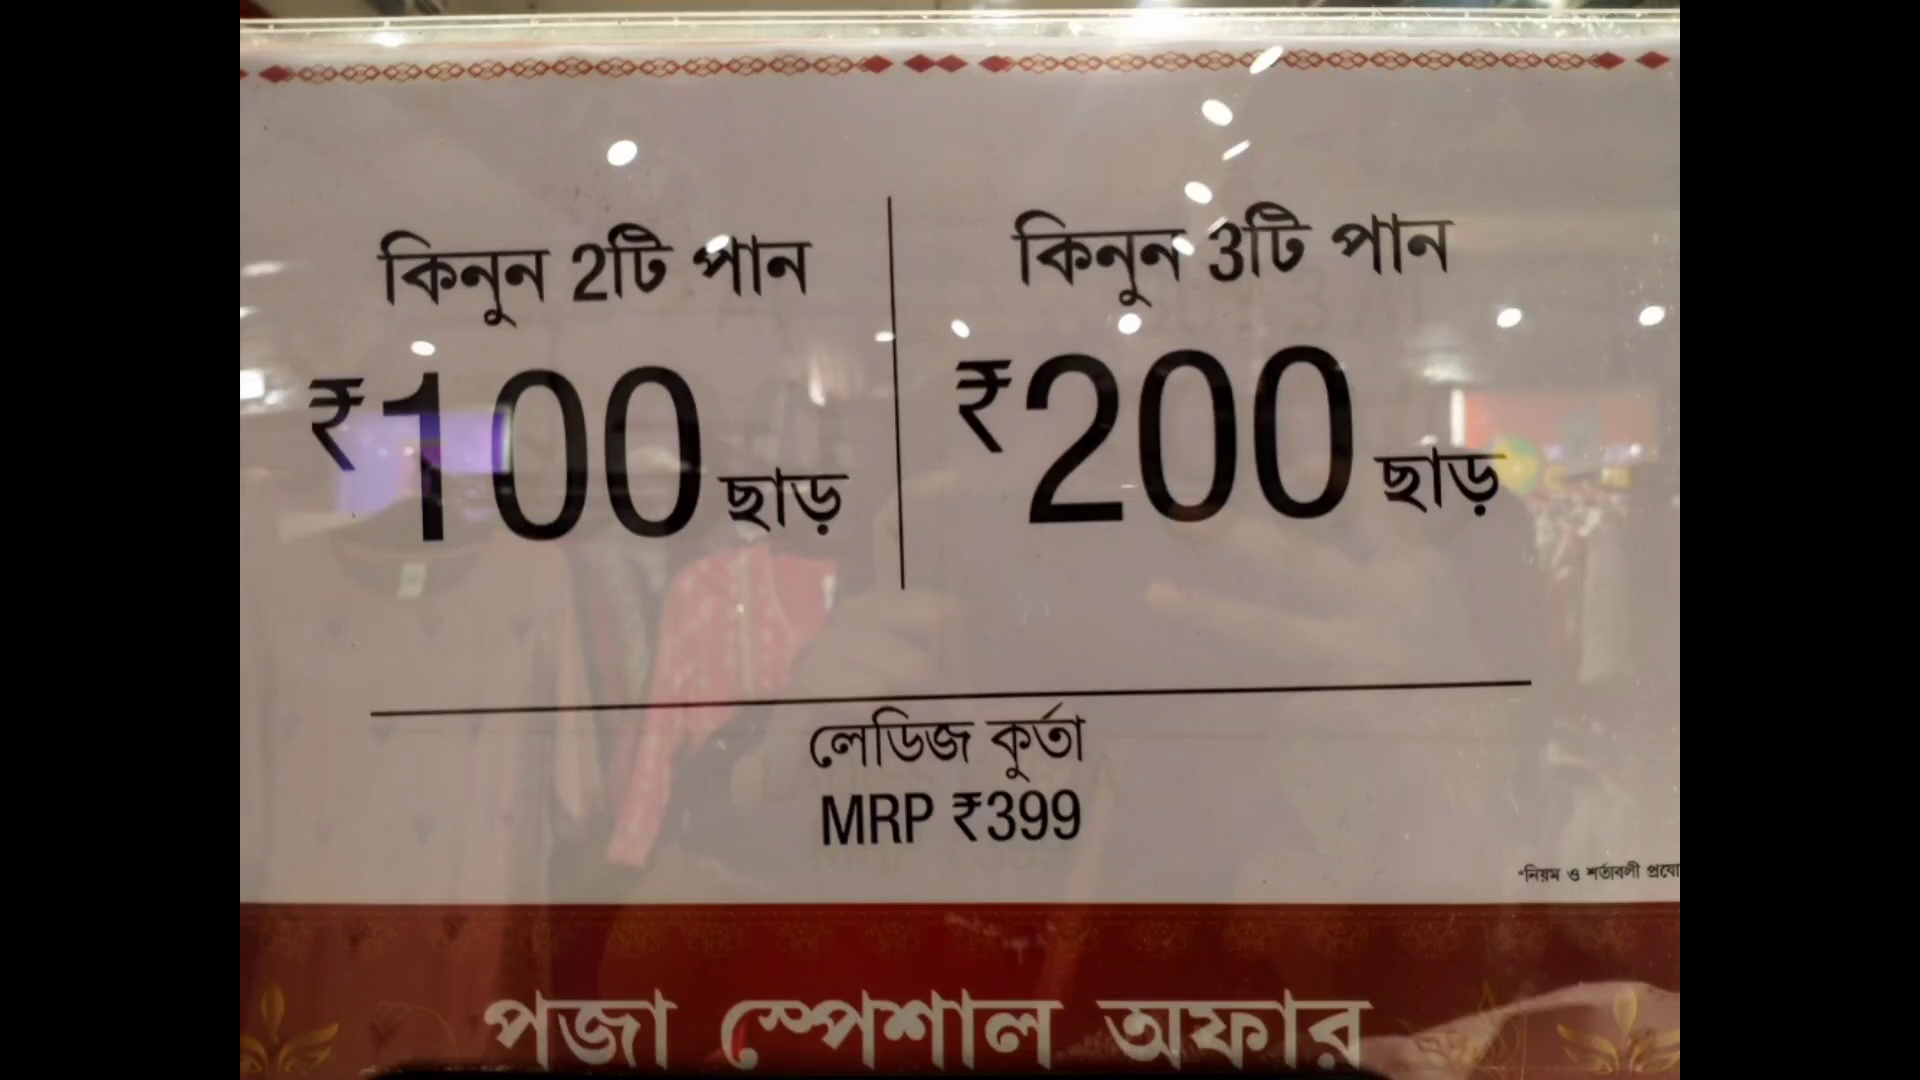 কিনুন 2টি পান
₹100 ছাড়
কিনুন 3টি পান
₹200 ছাড়
লেডিজ কুর্তা
MRP ₹399
*নিয়ম ও শর্তাবলী
স্পেশাল অফার